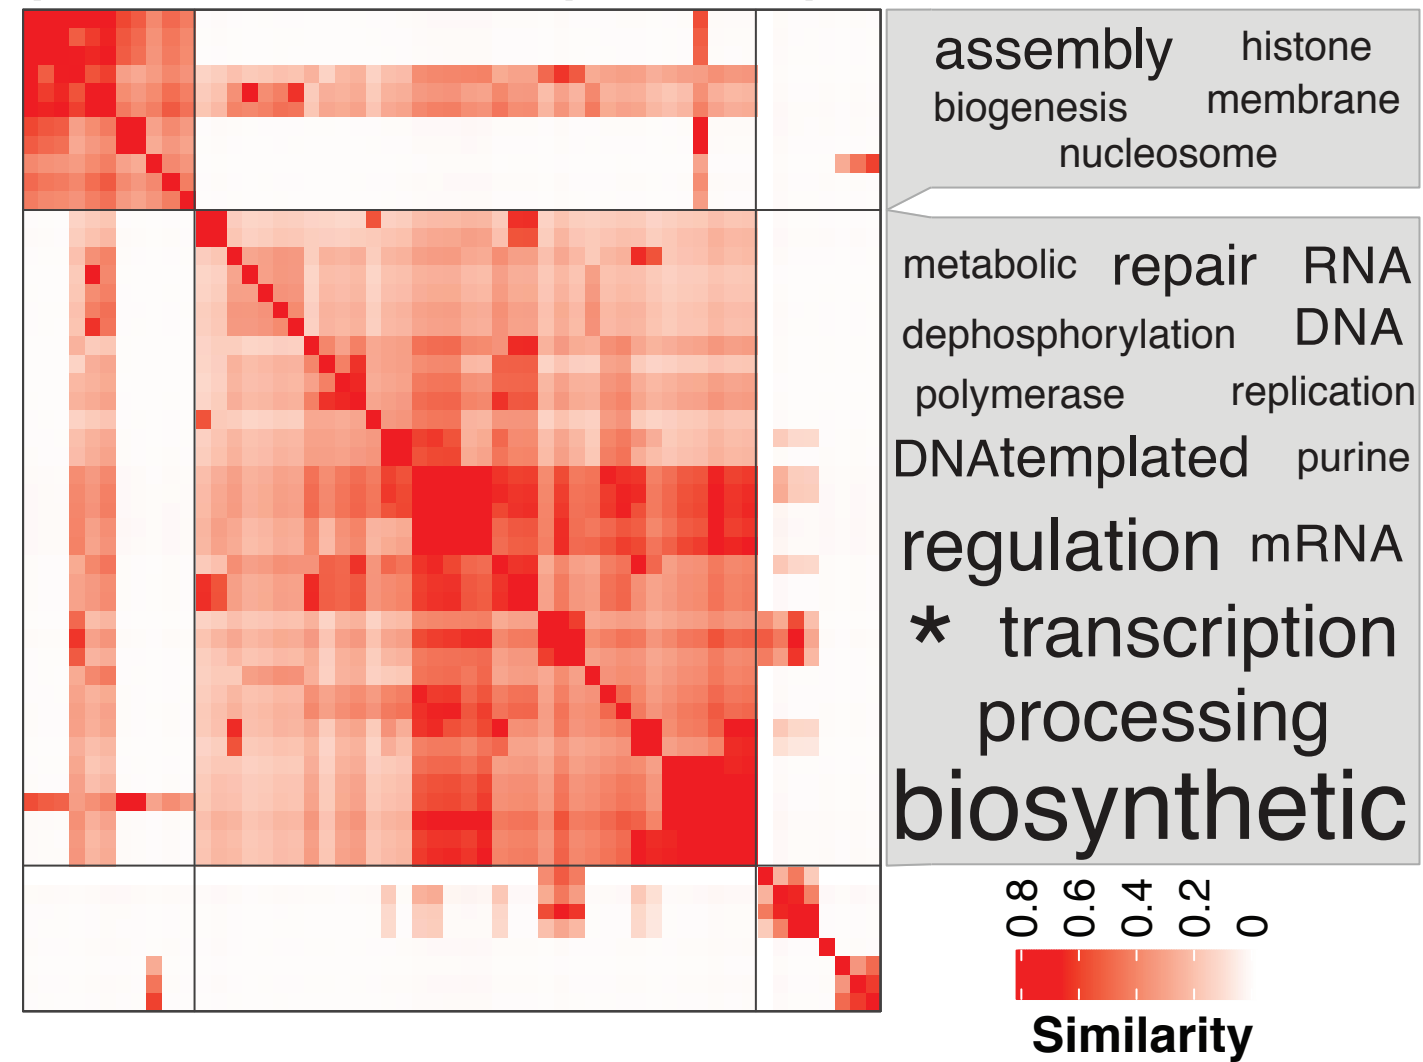 assembly histone
biogenesis membrane
nucleosome
metabolic repair RNA
dephosphorylation DNA
polymerase replication
DNAtemplated purine
regulation mRNA
* transcription
processing
biosynthetic
0.8 0.6 0.4 0.2 0
Similarity